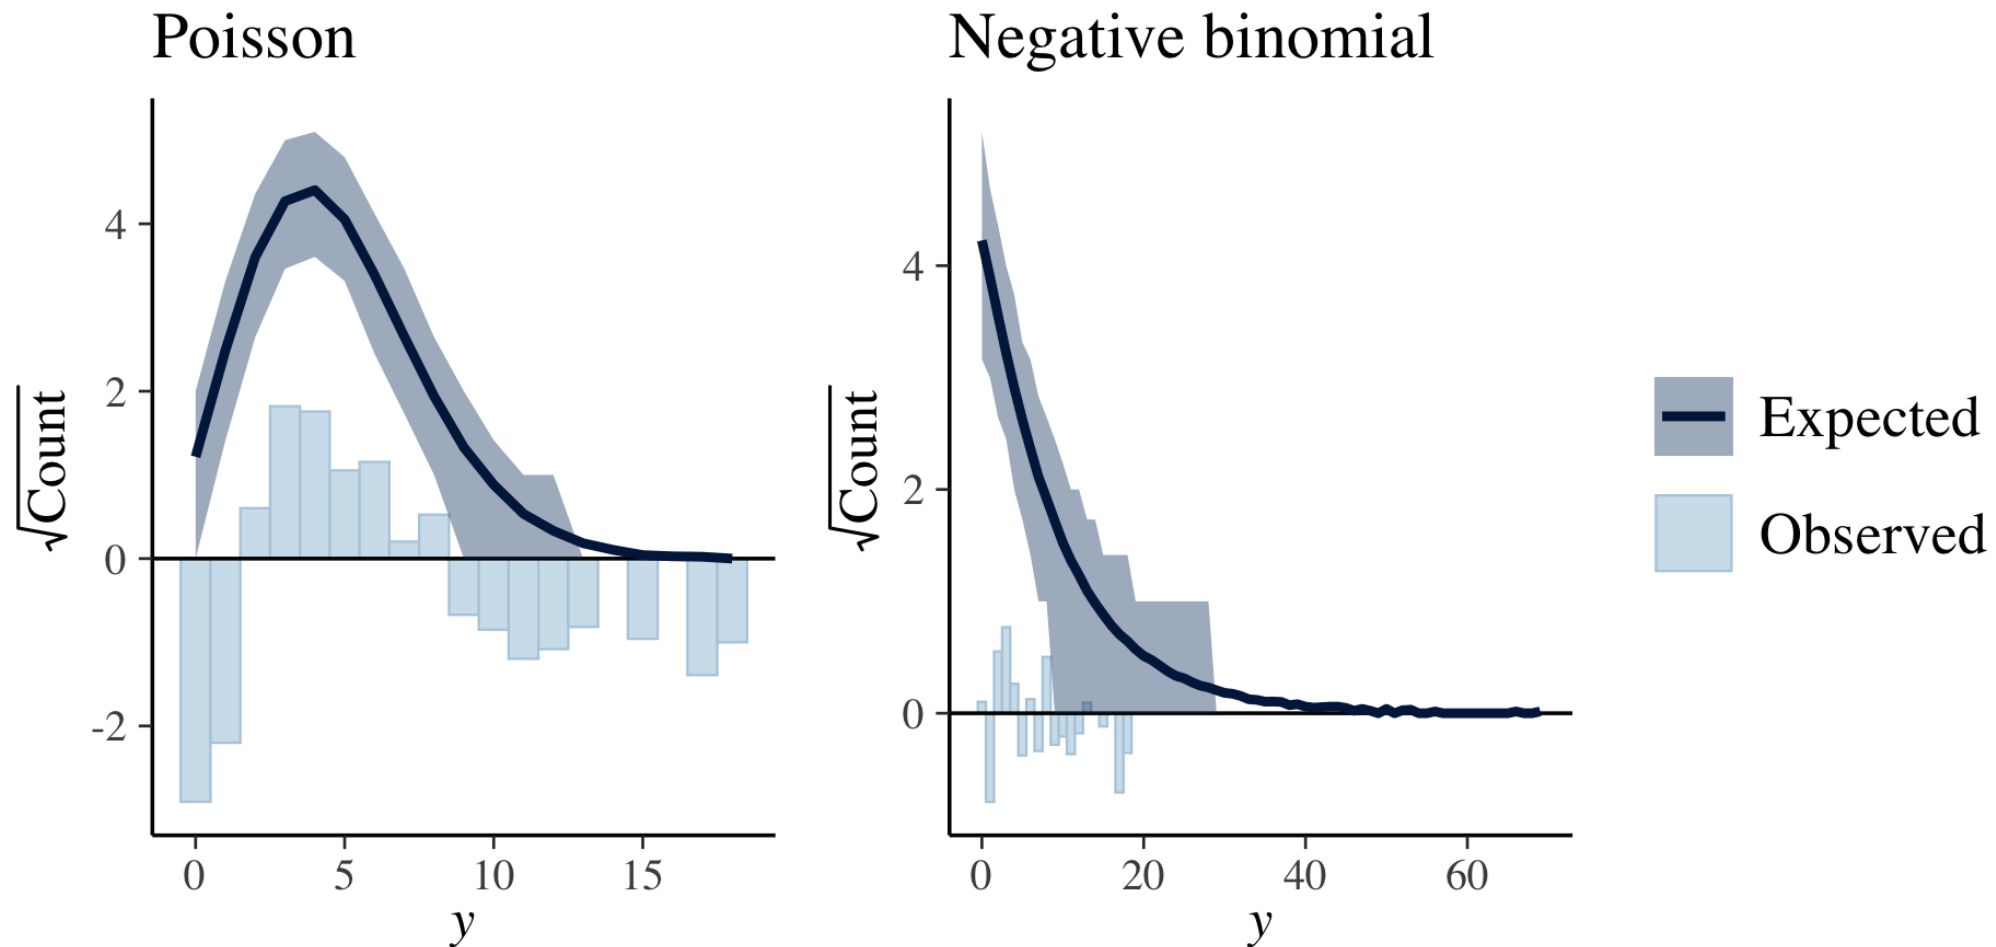 Poisson
√Count
4
2
0
-2
0 5 10 15
y
Negative binomial
√Count
4
2
0
0 20 40 60
y
Expected
Observed